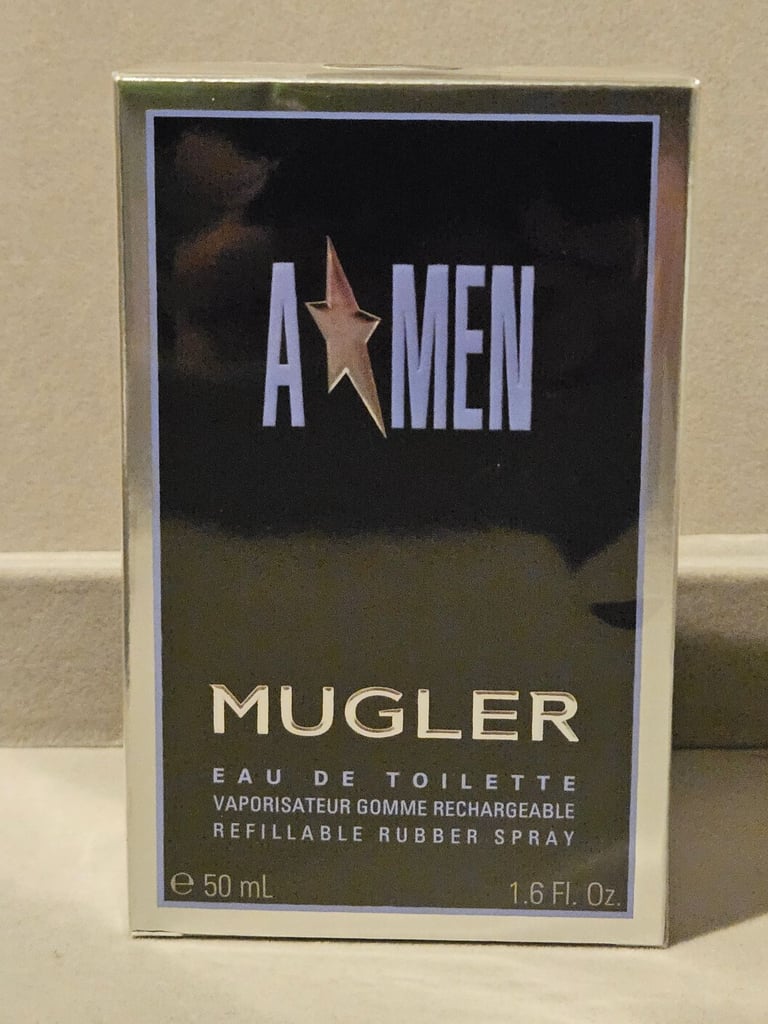 A★MEN
MUGLER
EAU DE TOILETTE
VAPORISATEUR GOMME RECHARGEABLE
REFILLABLE RUBBER SPRAY
℮ 50 mL 1.6 Fl. Oz.